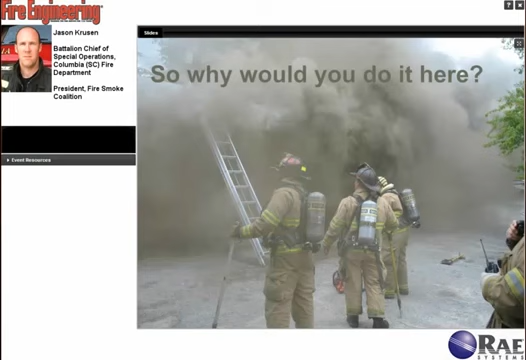 Fire Engineering
Jason Krusen
Battalion Chief of
Special Operations,
Columbia (SC) Fire
Department
President, Fire Smoke
Coalition
Event Resources
Slides
So why would you do it here?
RAE
SYSTEMS